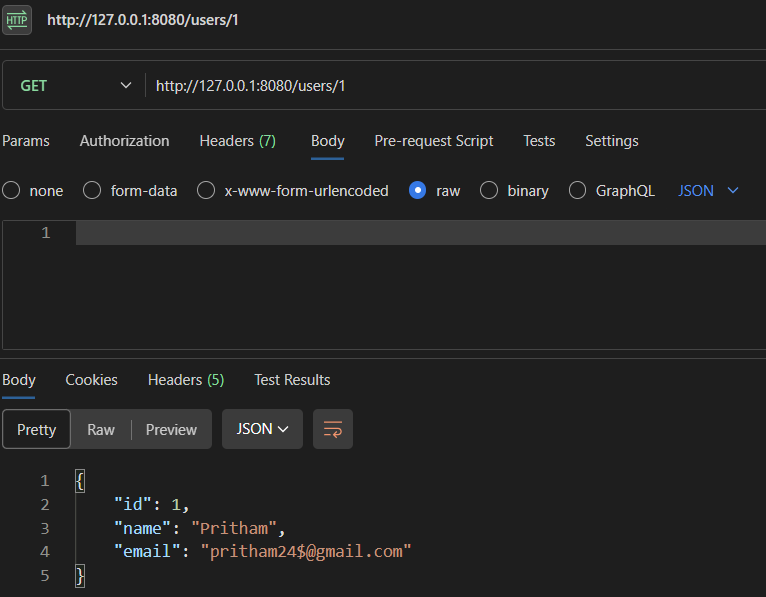 HTTP http://127.0.0.1:8080/users/1
GET http://127.0.0.1:8080/users/1
Params Authorization Headers (7) Body Pre-request Script Tests Settings
none form-data x-www-form-urlencoded raw binary GraphQL JSON
1
Body Cookies Headers (5) Test Results
Pretty Raw Preview JSON
1 {
2 "id": 1,
3 "name": "Pritham",
4 "email": "pritham24$@gmail.com"
5 }